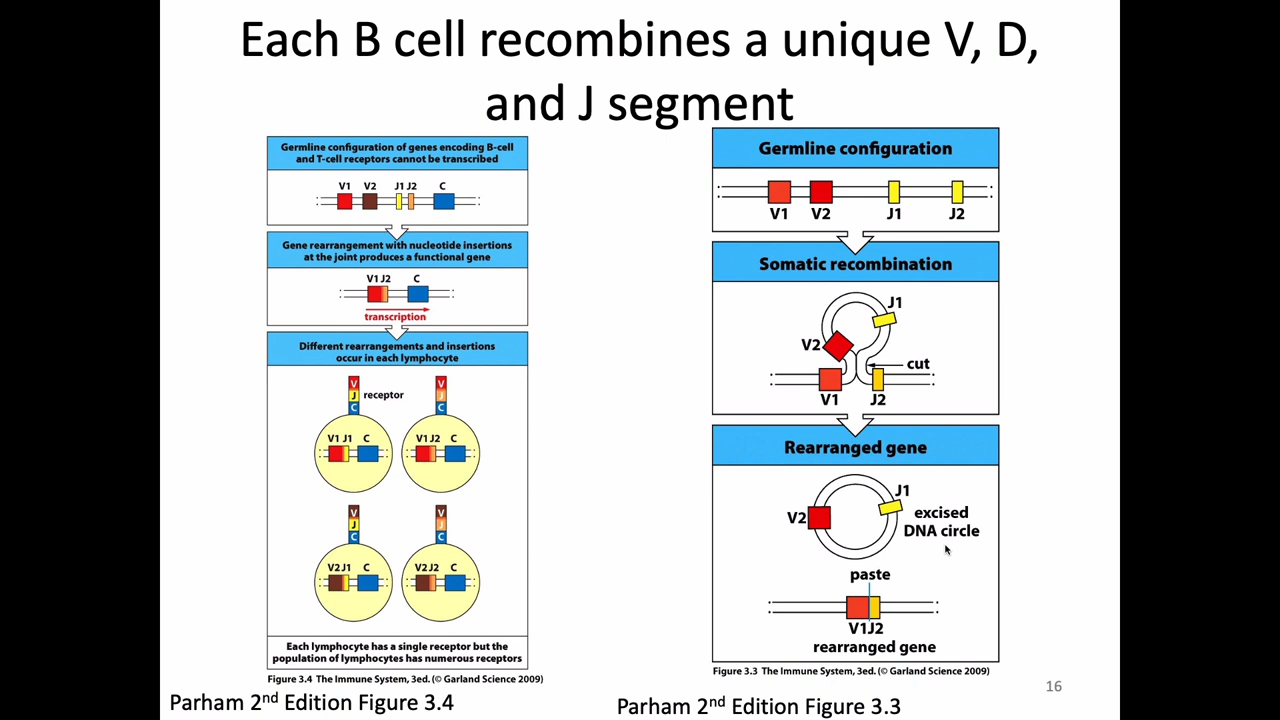 Each B cell recombines a unique V, D,
and J segment
Germline configuration of genes encoding B-cell
and T-cell receptors cannot be transcribed
V1 V2 J1 J2 C
Gene rearrangement with nucleotide insertions
at the joint produces a functional gene
V1 J2 C
transcription
Different rearrangements and insertions
occur in each lymphocyte
V
J
C
receptor
V
J
C
V1 J1 C
V1 J2 C
V
J
C
V
J
C
V2 J1 C
V2 J2 C
Each lymphocyte has a single receptor but the
population of lymphocytes has numerous receptors
Figure 3.4 The Immune System, 3ed. (© Garland Science 2009)
Parham 2nd Edition Figure 3.4
Germline configuration
V1 V2 J1 J2
Somatic recombination
J1
V2
cut
V1 J2
Rearranged gene
J1
V2
excised
DNA circle
paste
V1J2
rearranged gene
Figure 3.3 The Immune System, 3ed. (© Garland Science 2009)
Parham 2nd Edition Figure 3.3
16